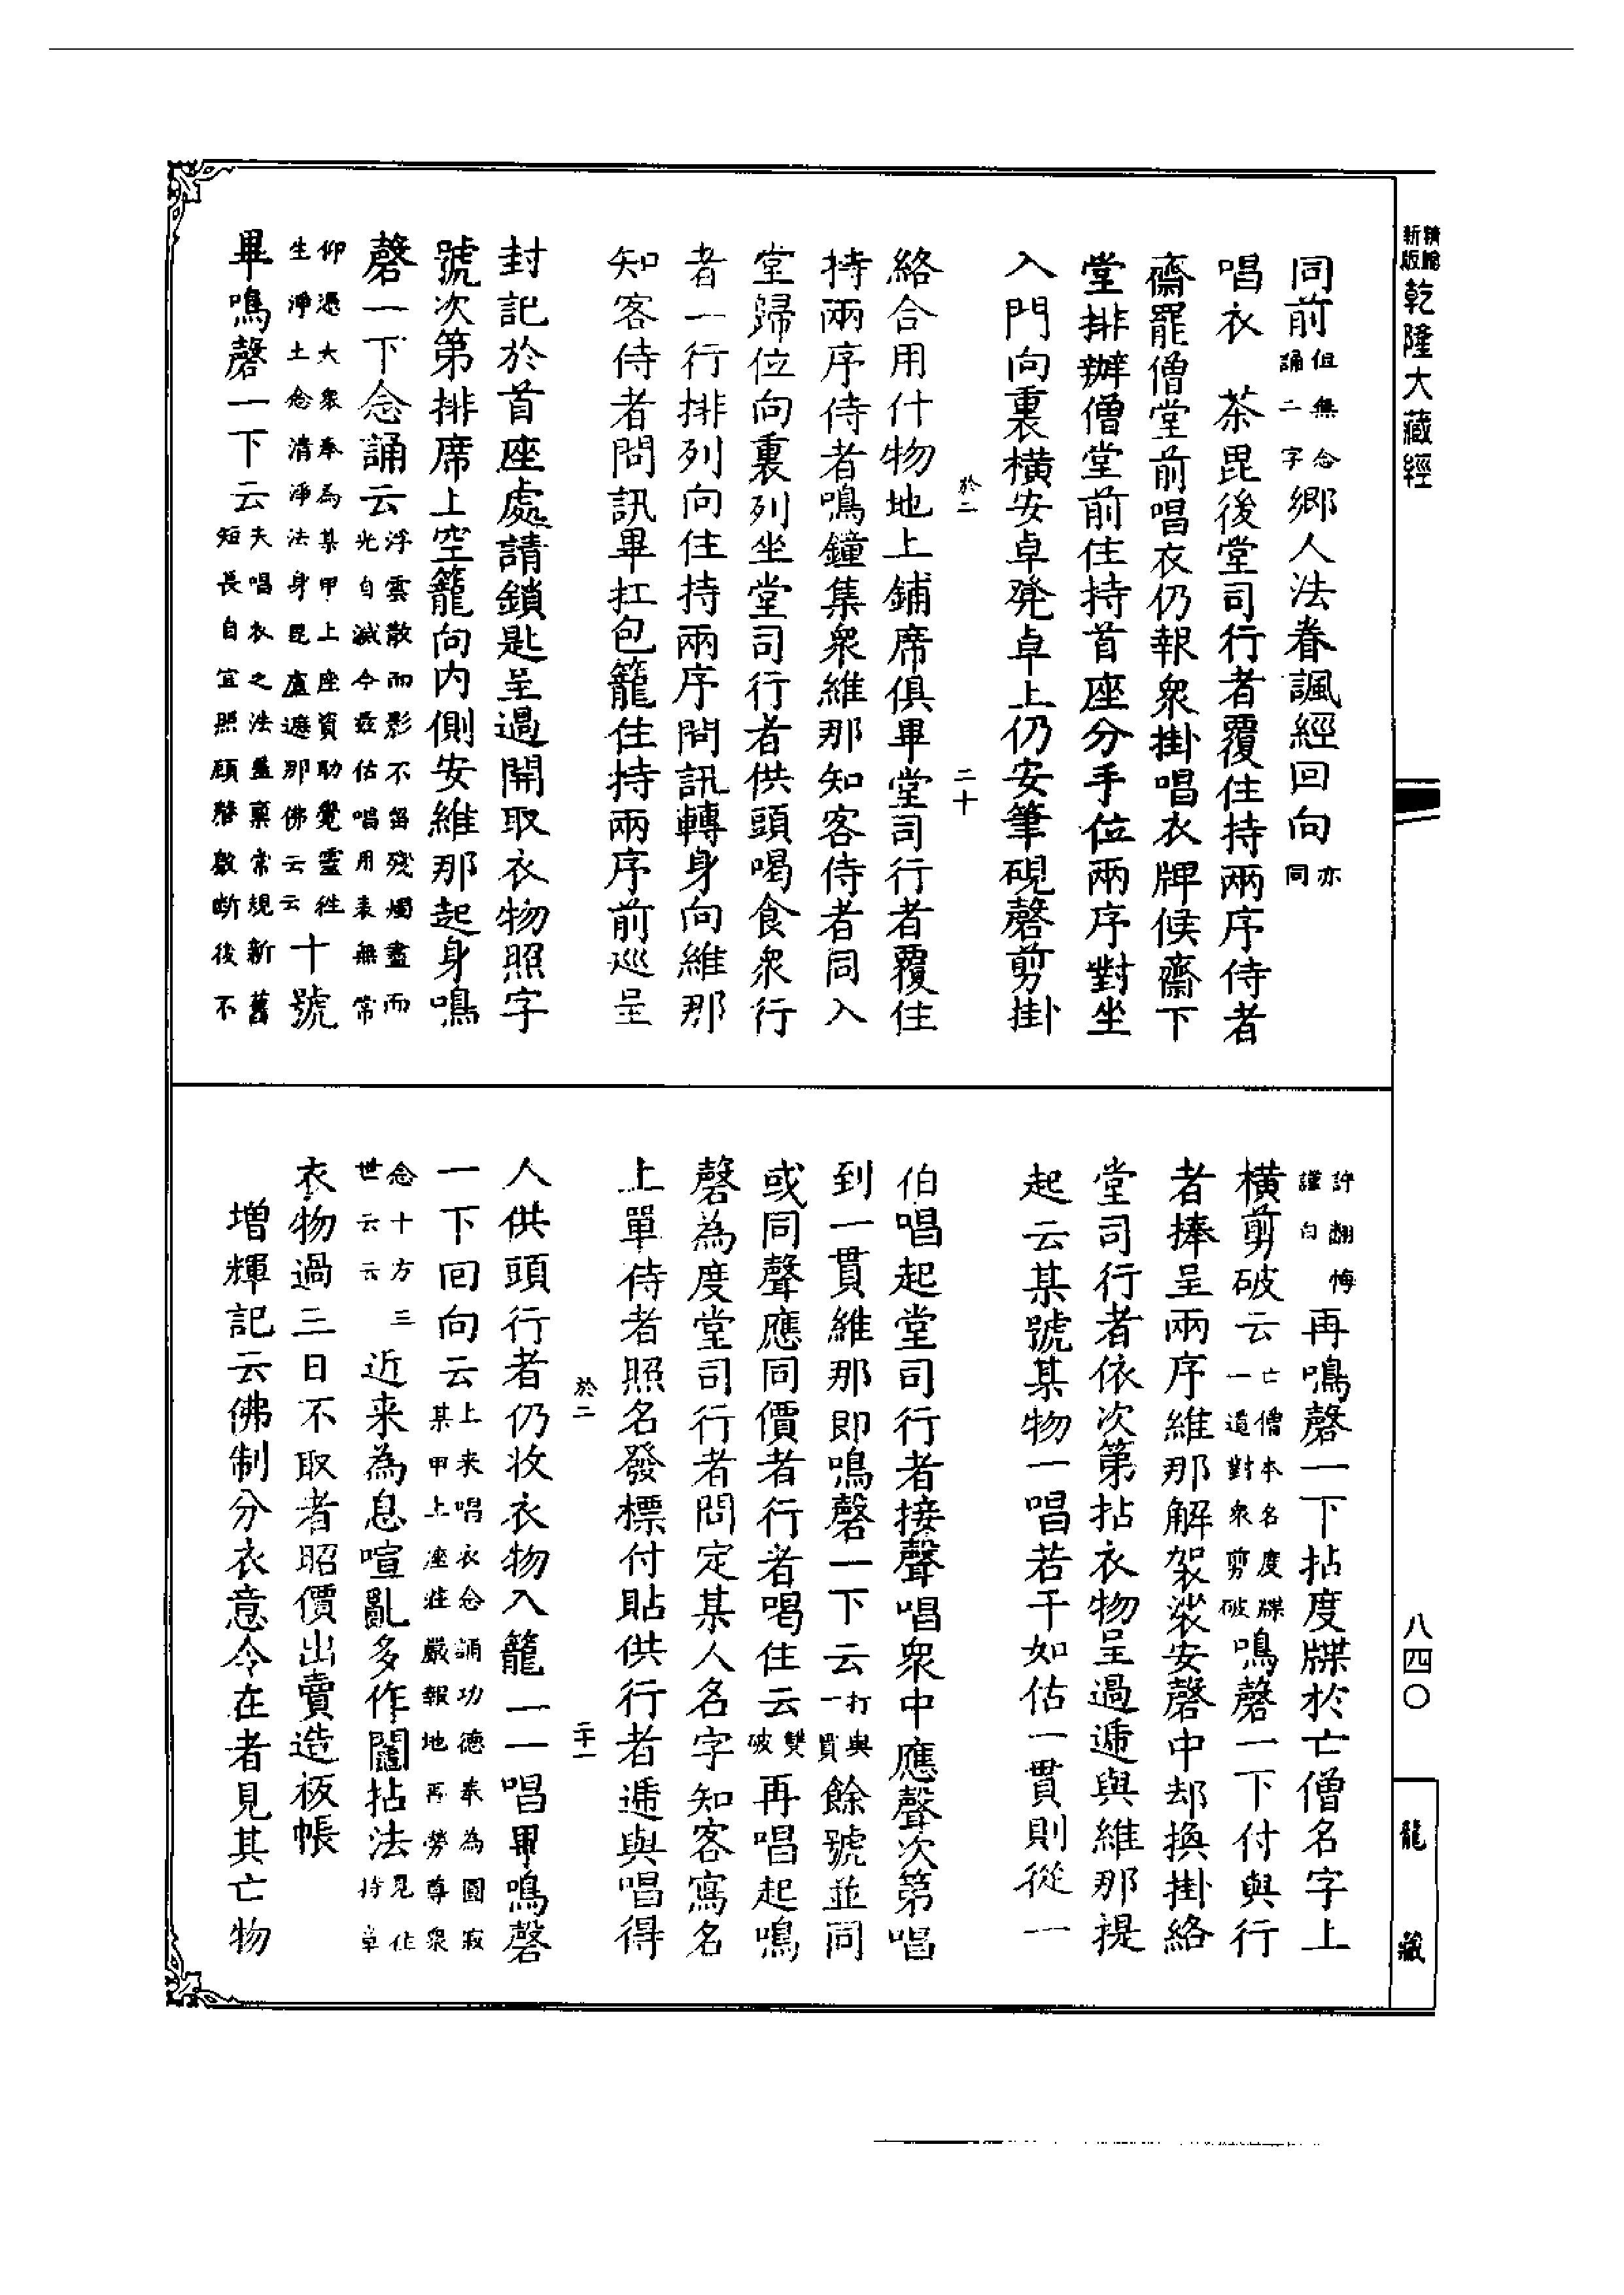 精縮新版乾隆大藏經
八四〇
龍藏
同前但無念誦二字鄉人法眷諷經回向亦同
唱衣　茶毘後堂司行者覆住持兩序侍者
齋罷僧堂前唱衣仍報衆掛唱衣牌候齋下
堂排辦僧堂前住持首座分手位兩序對坐
入門向裏橫安卓凳卓上仍安筆硯磬剪掛
於二
二十
絡合用什物地上鋪席俱畢堂司行者覆住
持兩序侍者鳴鐘集衆維那知客侍者同入
堂歸位向裏列坐堂司行者供頭喝食衆行
者一行排列向住持兩序問訊轉身向維那
知客侍者問訊畢扛包籠住持兩序前巡呈
封記於首座處請鎖匙呈過開取衣物照字
號次第排席上空籠向内側安維那起身鳴
磬一下念誦云浮雲散而影不留殘燭盡而光自滅今茲估唱用表無常
仰憑大衆奉為某甲上座資助覺靈徃生淨土念清淨法身毘盧遮那佛云云十號
畢鳴磬一下云夫唱衣之法蓋稟常規新舊短長自宜照顧磬聲斷後不
許翻悔謹白再鳴磬一下拈度牒於亡僧名字上
橫剪破云亡僧本名度牒一道對衆剪破鳴磬一下付與行
者捧呈兩序維那解袈裟安磬中却換掛絡
堂司行者依次第拈衣物呈過遞與維那提
起云某號某物一唱若干如估一貫則從一
伯唱起堂司行者接聲唱衆中應聲次第唱
到一貫維那即鳴磬一下云打與一貫餘號並同
或同聲應同價者行者喝住云雙破再唱起鳴
磬為度堂司行者問定某人名字知客寫名
上單侍者照名發標付貼供行者遞與唱得
於二
二十一
人供頭行者仍收衣物入籠一一唱畢鳴磬
一下回向云上來唱衣念誦功德奉為圓寂某甲上座莊嚴報地再勞尊衆
念十方三世云云近来為息喧亂多作鬮拈法見住持章
衣物過三日不取者照價出賣造板帳
增輝記云佛制分衣意令在者見其亡物